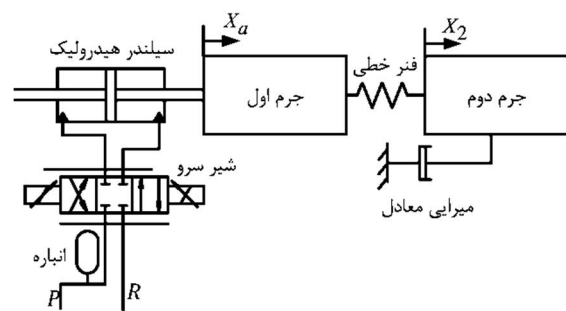 Xa
X2
سیلندر هیدرولیک
فنر خطی
جرم اول
جرم دوم
شیر سرو
میرایی معادل
انباره
P
R